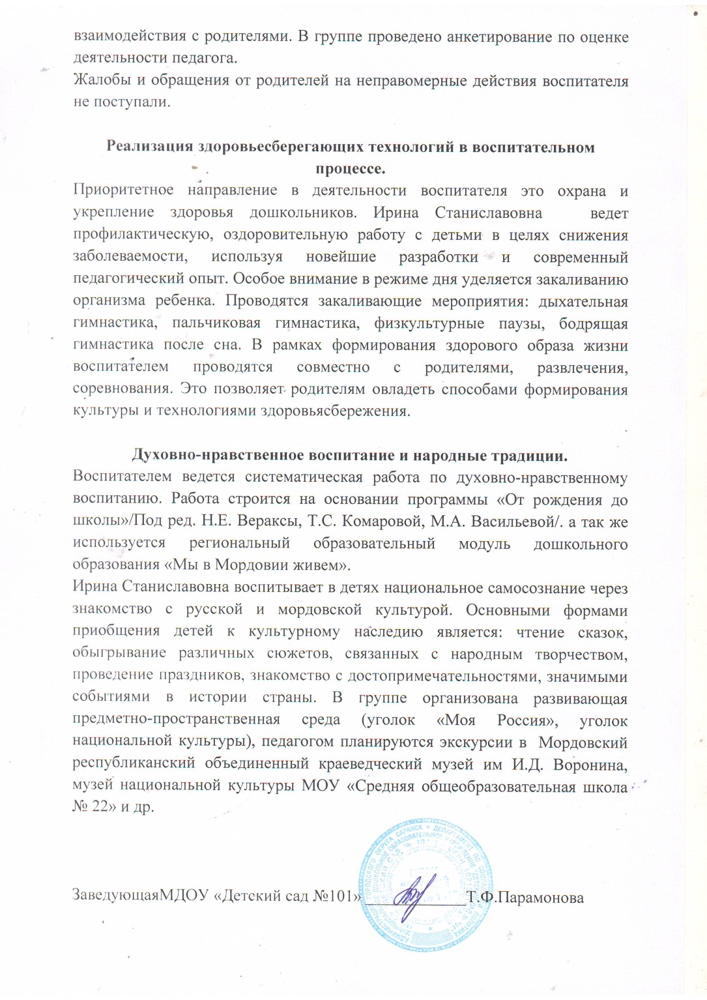 взаимодействия с родителями. В группе проведено анкетирование по оценке
деятельности педагога.
Жалобы и обращения от родителей на неправомерные действия воспитателя
не поступали.
Реализация здоровьесберегающих технологий в воспитательном
процессе.
Приоритетное направление в деятельности воспитателя это охрана и
укрепление здоровья дошкольников. Ирина Станиславовна ведет
профилактическую, оздоровительную работу с детьми в целях снижения
заболеваемости, используя новейшие разработки и современный
педагогический опыт. Особое внимание в режиме дня уделяется закаливанию
организма ребенка. Проводятся закаливающие мероприятия: дыхательная
гимнастика, пальчиковая гимнастика, физкультурные паузы, бодрящая
гимнастика после сна. В рамках формирования здорового образа жизни
воспитателем проводятся совместно с родителями, развлечения,
соревнования. Это позволяет родителям овладеть способами формирования
культуры и технологиями здоровьясбережения.
Духовно-нравственное воспитание и народные традиции.
Воспитателем ведется систематическая работа по духовно-нравственному
воспитанию. Работа строится на основании программы «От рождения до
школы»/Под ред. Н.Е. Вераксы, Т.С. Комаровой, М.А. Васильевой/. а так же
используется региональный образовательный модуль дошкольного
образования «Мы в Мордовии живем».
Ирина Станиславовна воспитывает в детях национальное самосознание через
знакомство с русской и мордовской культурой. Основными формами
приобщения детей к культурному наследию является: чтение сказок,
обыгрывание различных сюжетов, связанных с народным творчеством,
проведение праздников, знакомство с достопримечательностями, значимыми
событиями в истории страны. В группе организована развивающая
предметно-пространственная среда (уголок «Моя Россия», уголок
национальной культуры), педагогом планируются экскурсии в Мордовский
республиканский объединенный краеведческий музей им И.Д. Воронина,
музей национальной культуры МОУ «Средняя общеобразовательная школа
№ 22» и др.
ЗаведующаяМДОУ «Детский сад №101»____________Т.Ф.Парамонова